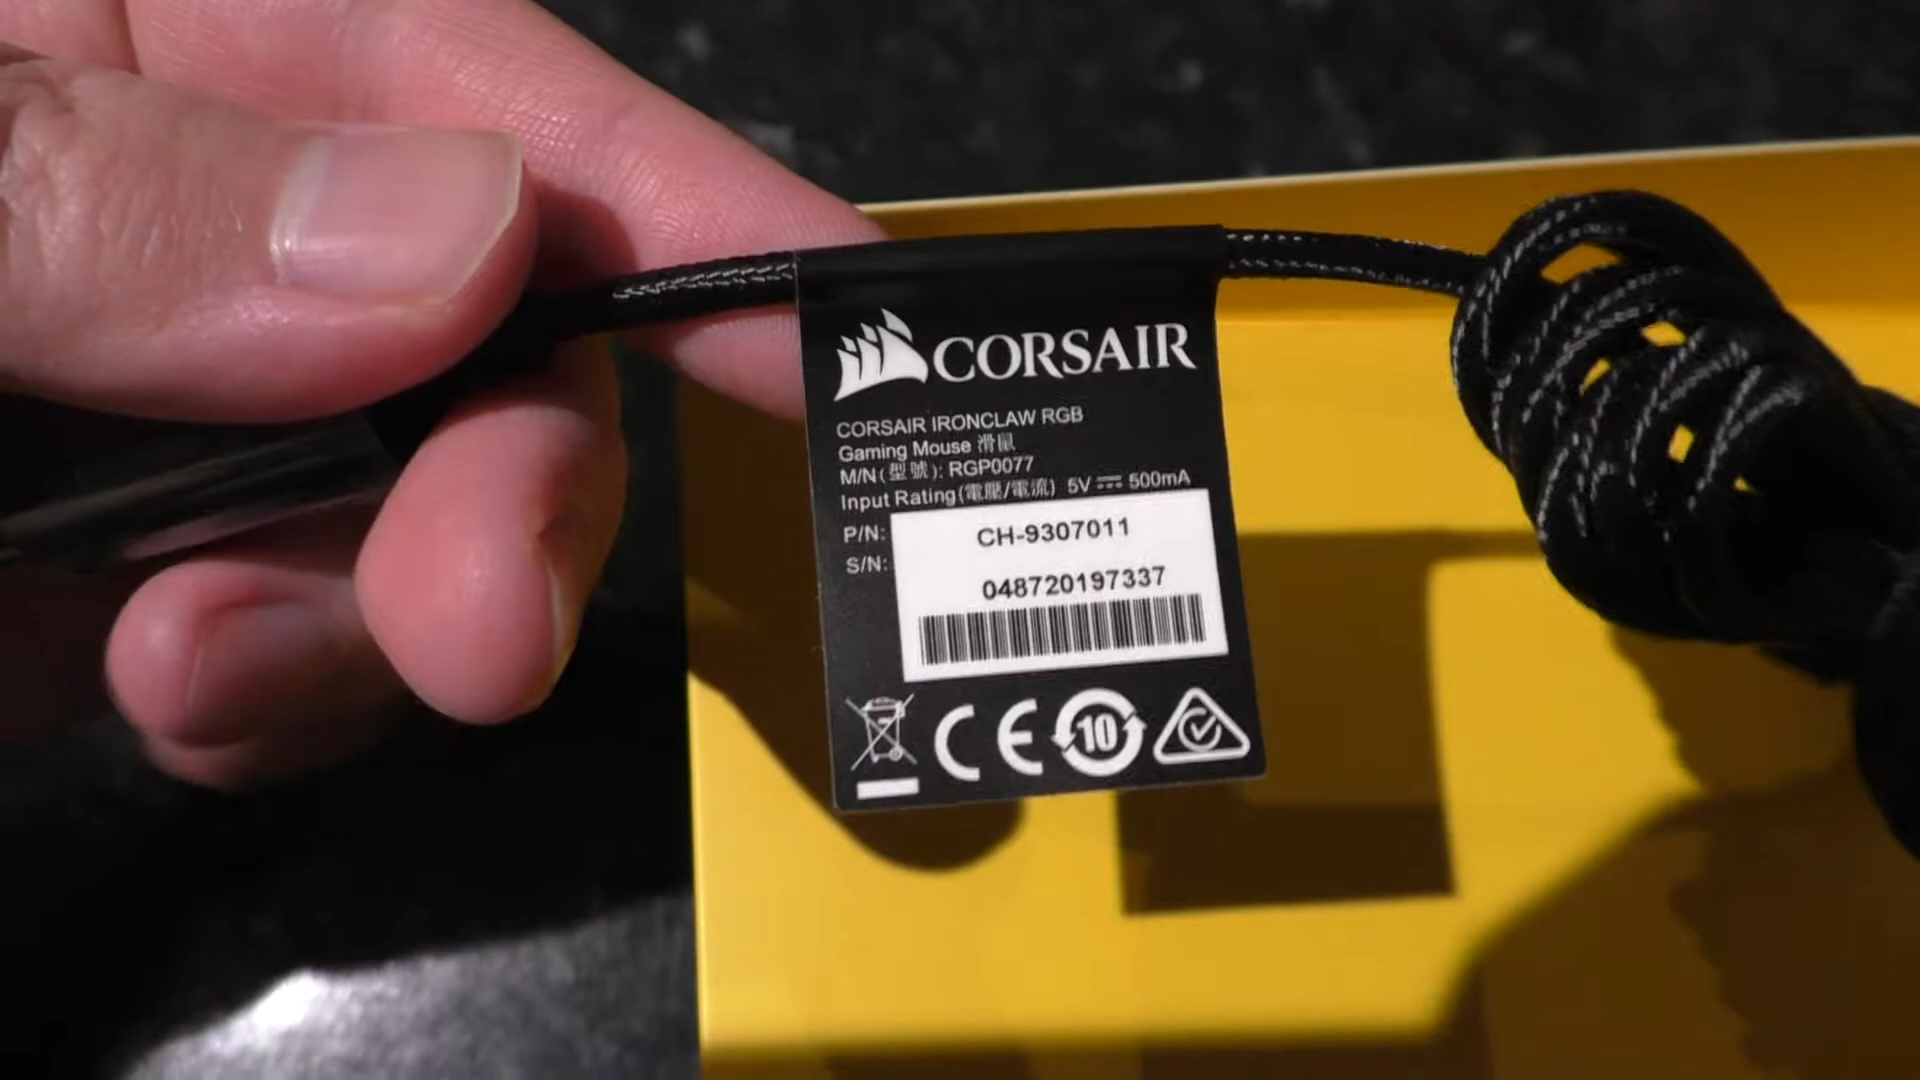 CORSAIR
CORSAIR IRONCLAW RGB
Gaming Mouse 滑鼠
M/N(型號): RGP0077
Input Rating(電壓/電流) 5V ⎓ 500mA
P/N: CH-9307011
S/N: 048720197337
CE 10